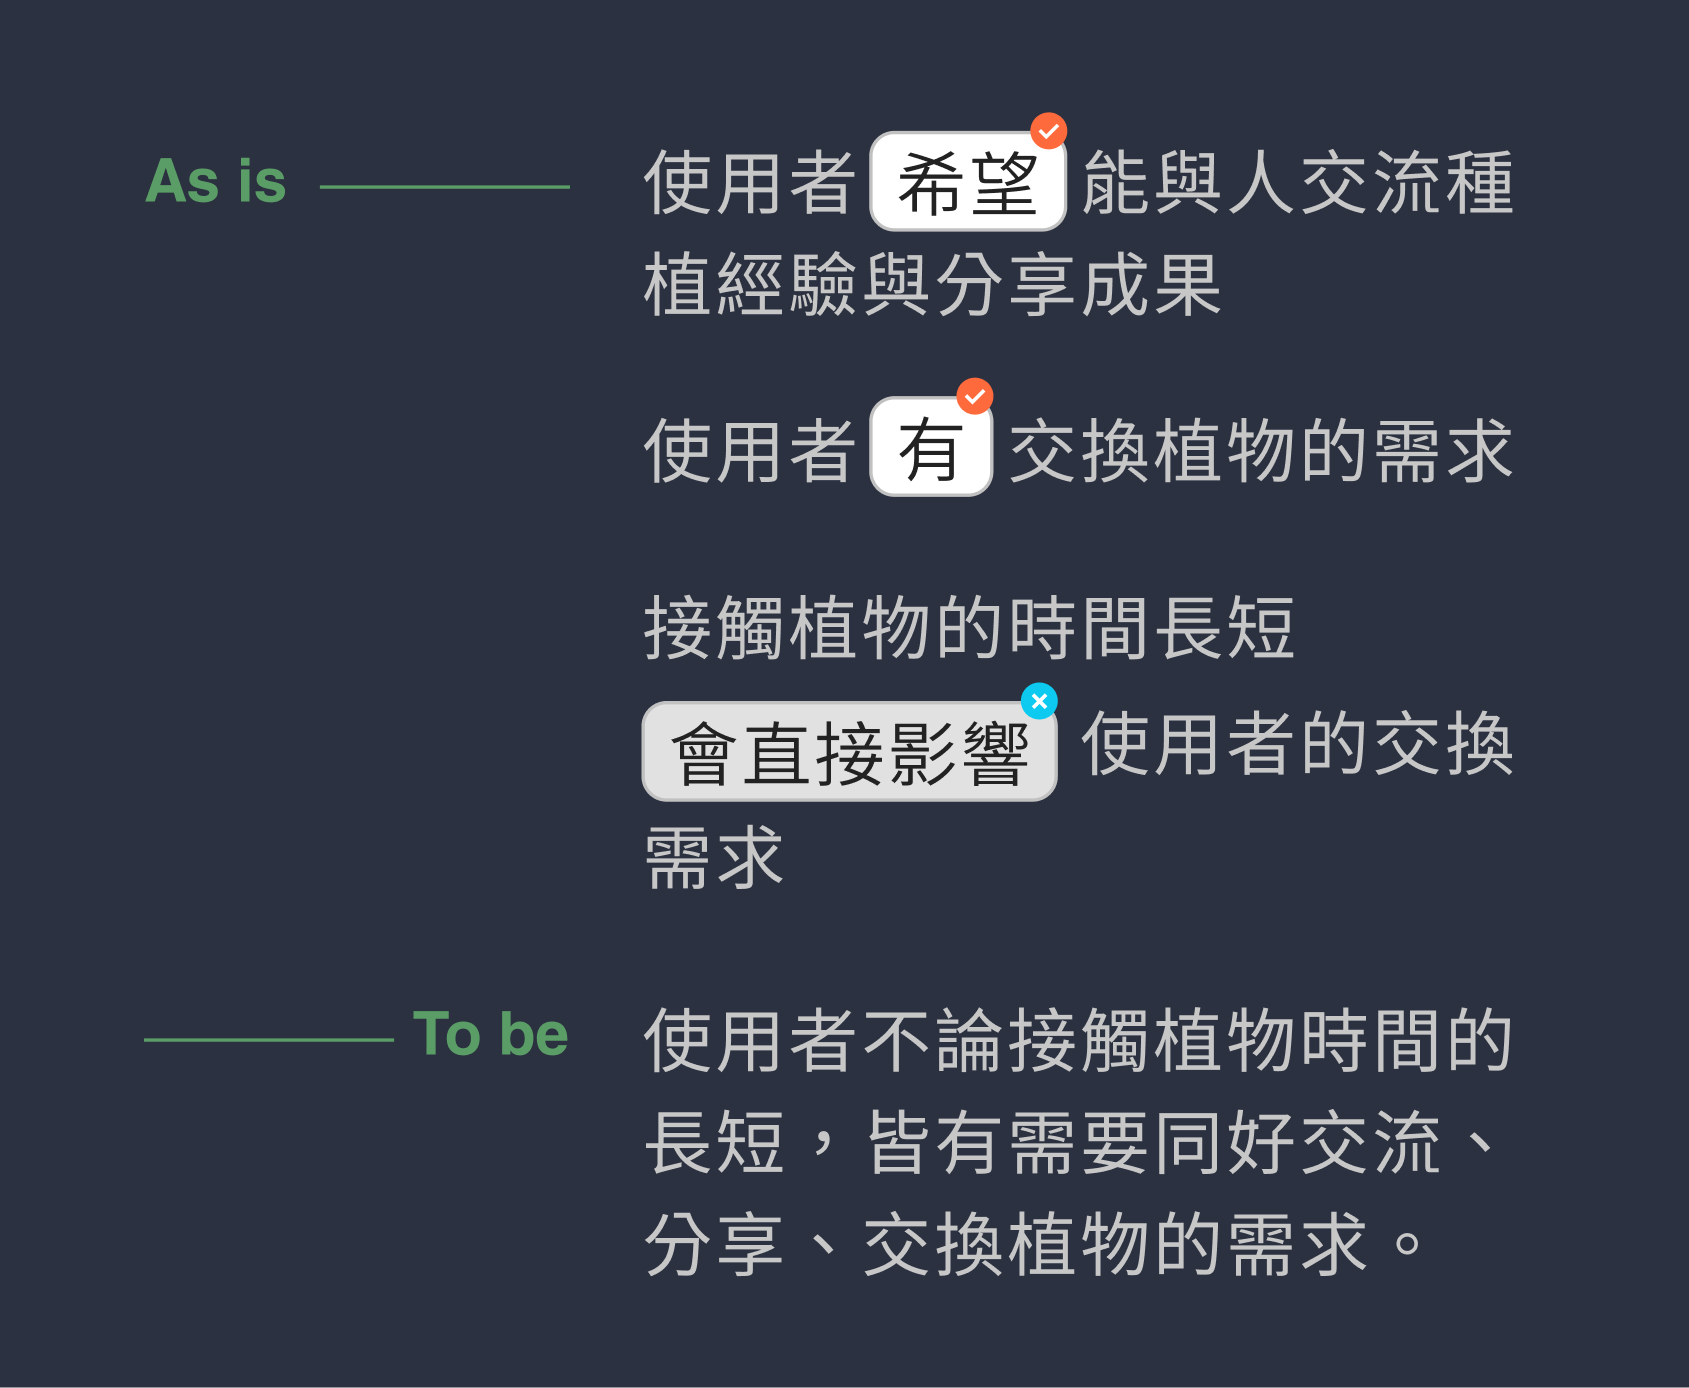 As is
使用者 希望 能與人交流種
植經驗與分享成果
使用者 有 交換植物的需求
接觸植物的時間長短
會直接影響 使用者的交換
需求
To be
使用者不論接觸植物時間的
長短，皆有需要同好交流、
分享、交換植物的需求。